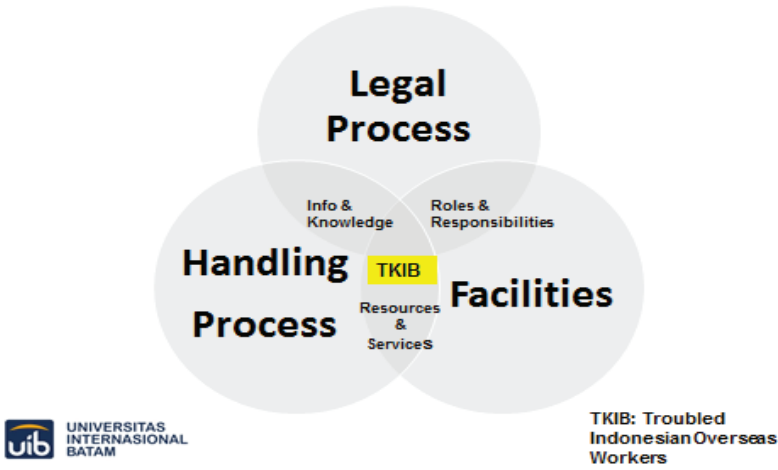 Legal
Process
Info &
Knowledge
Roles &
Responsibilities
Handling
Process
TKIB
Facilities
Resources
&
Services
uib
UNIVERSITAS
INTERNASIONAL
BATAM
TKIB: Troubled
Indonesian Overseas
Workers